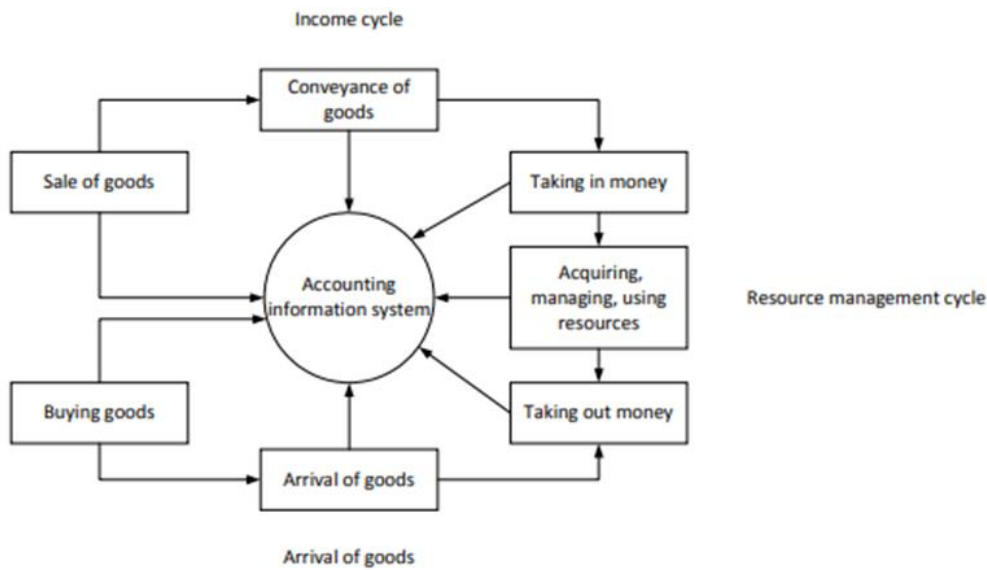 Income cycle
Conveyance of
goods
Sale of goods
Taking in money
Accounting
information system
Acquiring,
managing, using
resources
Resource management cycle
Buying goods
Taking out money
Arrival of goods
Arrival of goods